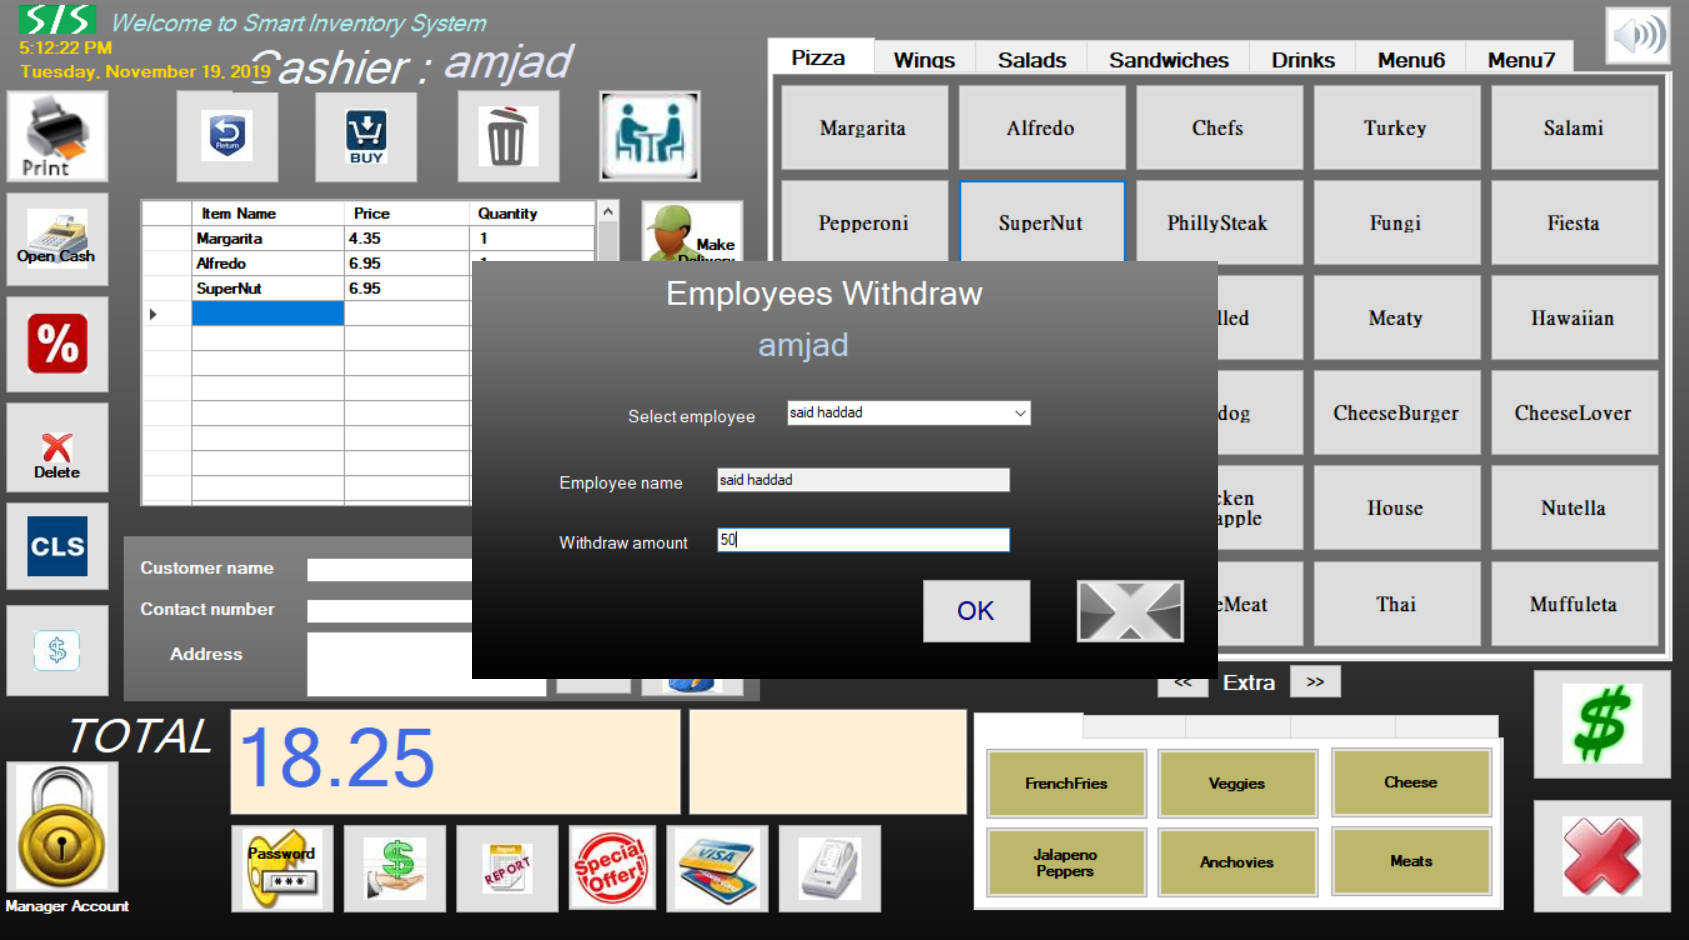 SIS Welcome to Smart Inventory System
5:12:22 PM
Tuesday, November 19, 2019
Cashier : amjad
Pizza Wings Salads Sandwiches Drinks Menu6 Menu7
Print
Return
BUY
Open Cash
Delete
CLS
Item Name Price Quantity
Margarita 4.35 1
Alfredo 6.95
SuperNut 6.95
Make
Delivery
Margarita Alfredo Chefs Turkey Salami
Pepperoni SuperNut PhillySteak Fungi Fiesta
lled Meaty Hawaiian
dog CheeseBurger CheeseLover
cken
apple House Nutella
eMeat Thai Muffuleta
Employees Withdraw
amjad
Select employee said haddad
Employee name said haddad
Withdraw amount 50
OK
Customer name
Contact number
Address
<< Extra >>
TOTAL 18.25
FrenchFries Veggies Cheese
Jalapeno
Peppers Anchovies Meats
Manager Account
Password
***
REPORT
Special
Offer!
VISA